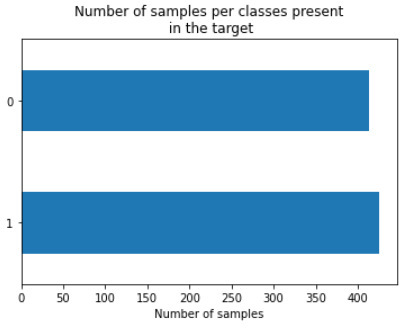 Number of samples per classes present
in the target
0
1
0 50 100 150 200 250 300 350 400
Number of samples